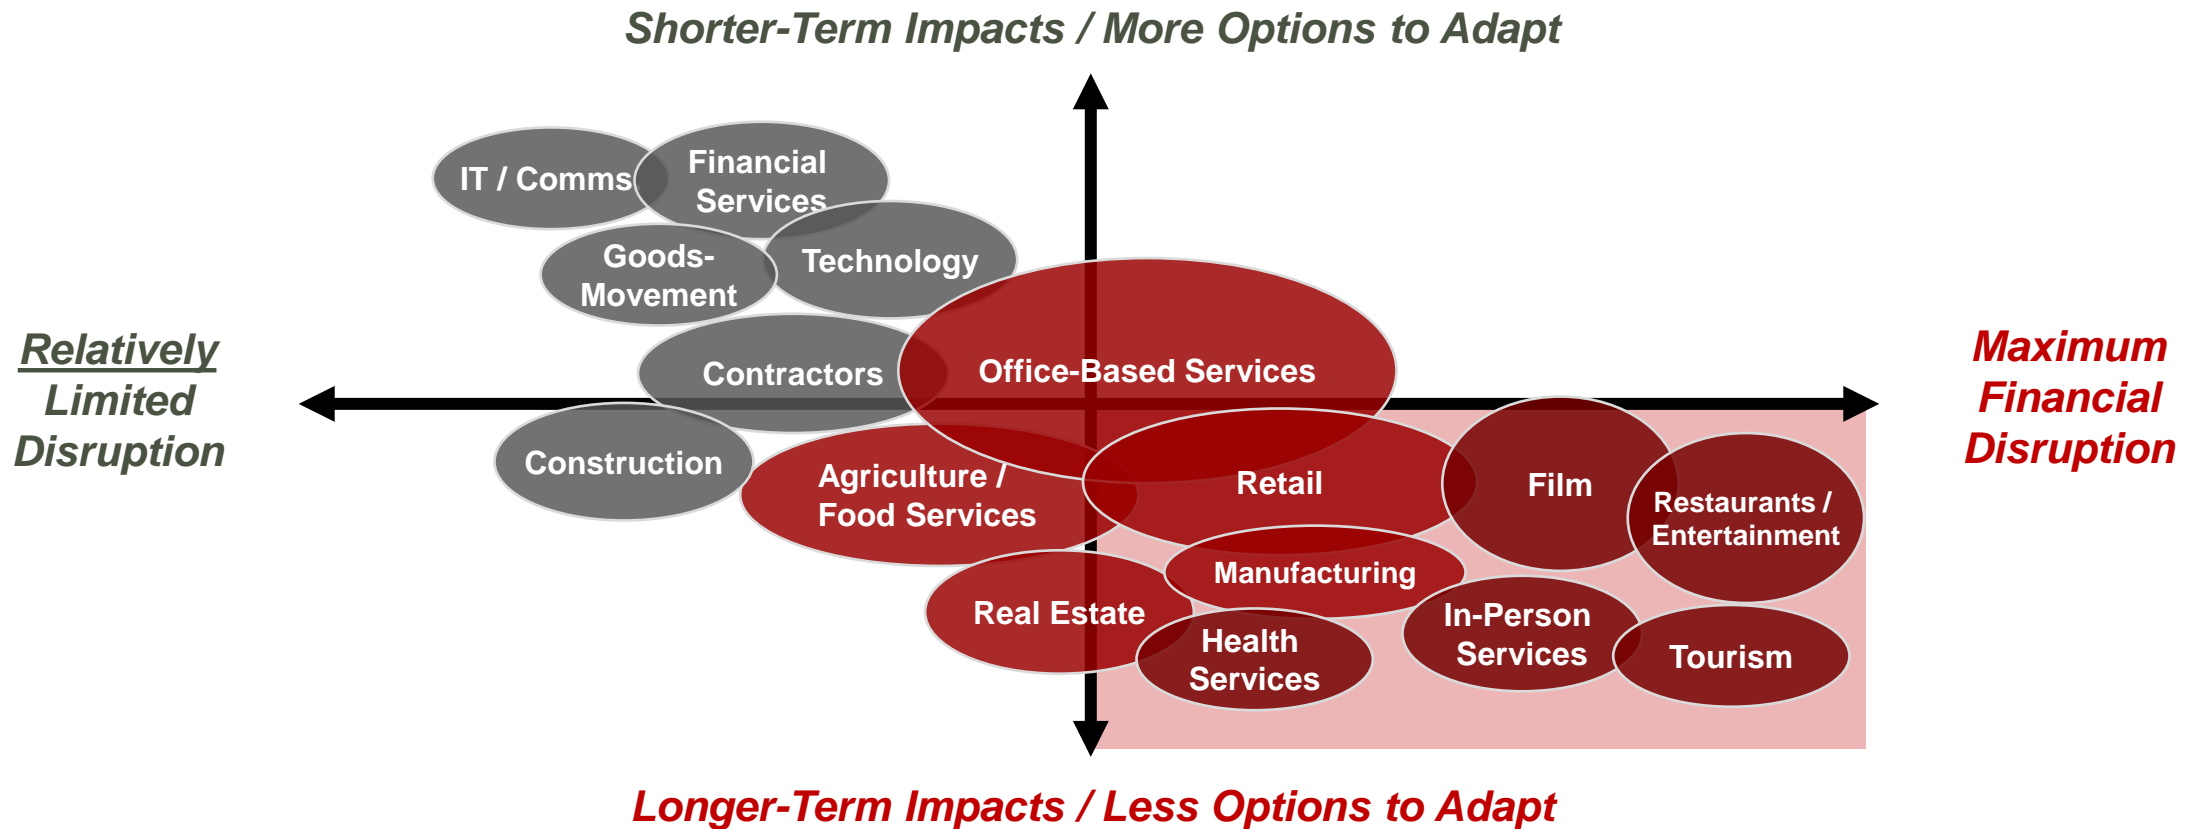 Shorter-Term Impacts / More Options to Adapt
IT / Comms
Financial
Services
Goods-
Movement
Technology
Relatively
Limited
Disruption
Contractors
Office-Based Services
Maximum
Financial
Disruption
Construction
Agriculture /
Food Services
Retail
Film
Restaurants /
Entertainment
Manufacturing
Real Estate
Health
Services
In-Person
Services
Tourism
Longer-Term Impacts / Less Options to Adapt